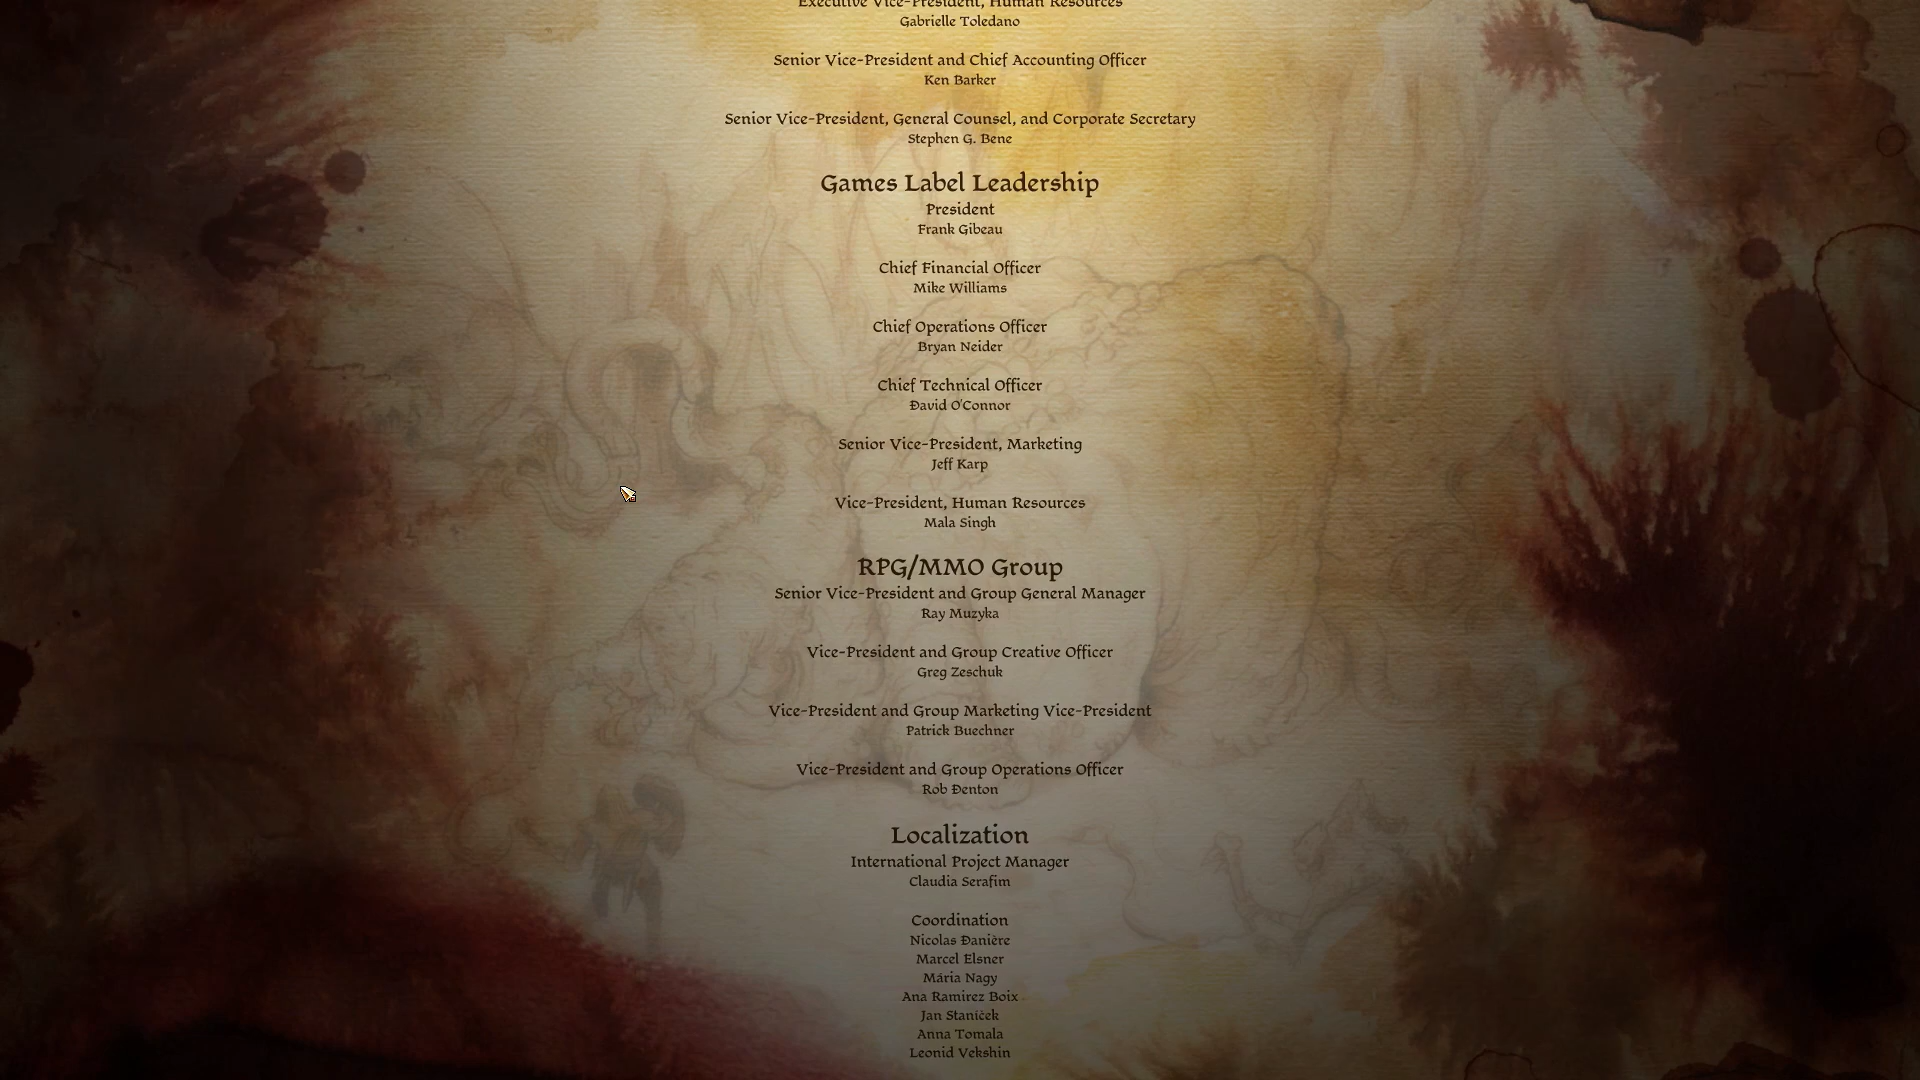 Executive Vice-President, Human Resources
Gabrielle Toledano
Senior Vice-President and Chief Accounting Officer
Ken Barker
Senior Vice-President, General Counsel, and Corporate Secretary
Stephen G. Bene
Games Label Leadership
President
Frank Gibeau
Chief Financial Officer
Mike Williams
Chief Operations Officer
Bryan Neider
Chief Technical Officer
David O'Connor
Senior Vice-President, Marketing
Jeff Karp
Vice-President, Human Resources
Mala Singh
RPG/MMO Group
Senior Vice-President and Group General Manager
Ray Muzyka
Vice-President and Group Creative Officer
Greg Zeschuk
Vice-President and Group Marketing Vice-President
Patrick Buechner
Vice-President and Group Operations Officer
Rob Denton
Localization
International Project Manager
Claudia Serafim
Coordination
Nicolas Danière
Marcel Elsner
Mária Nagy
Ana Ramirez Boix
Jan Staníček
Anna Tomala
Leonid Vekshin